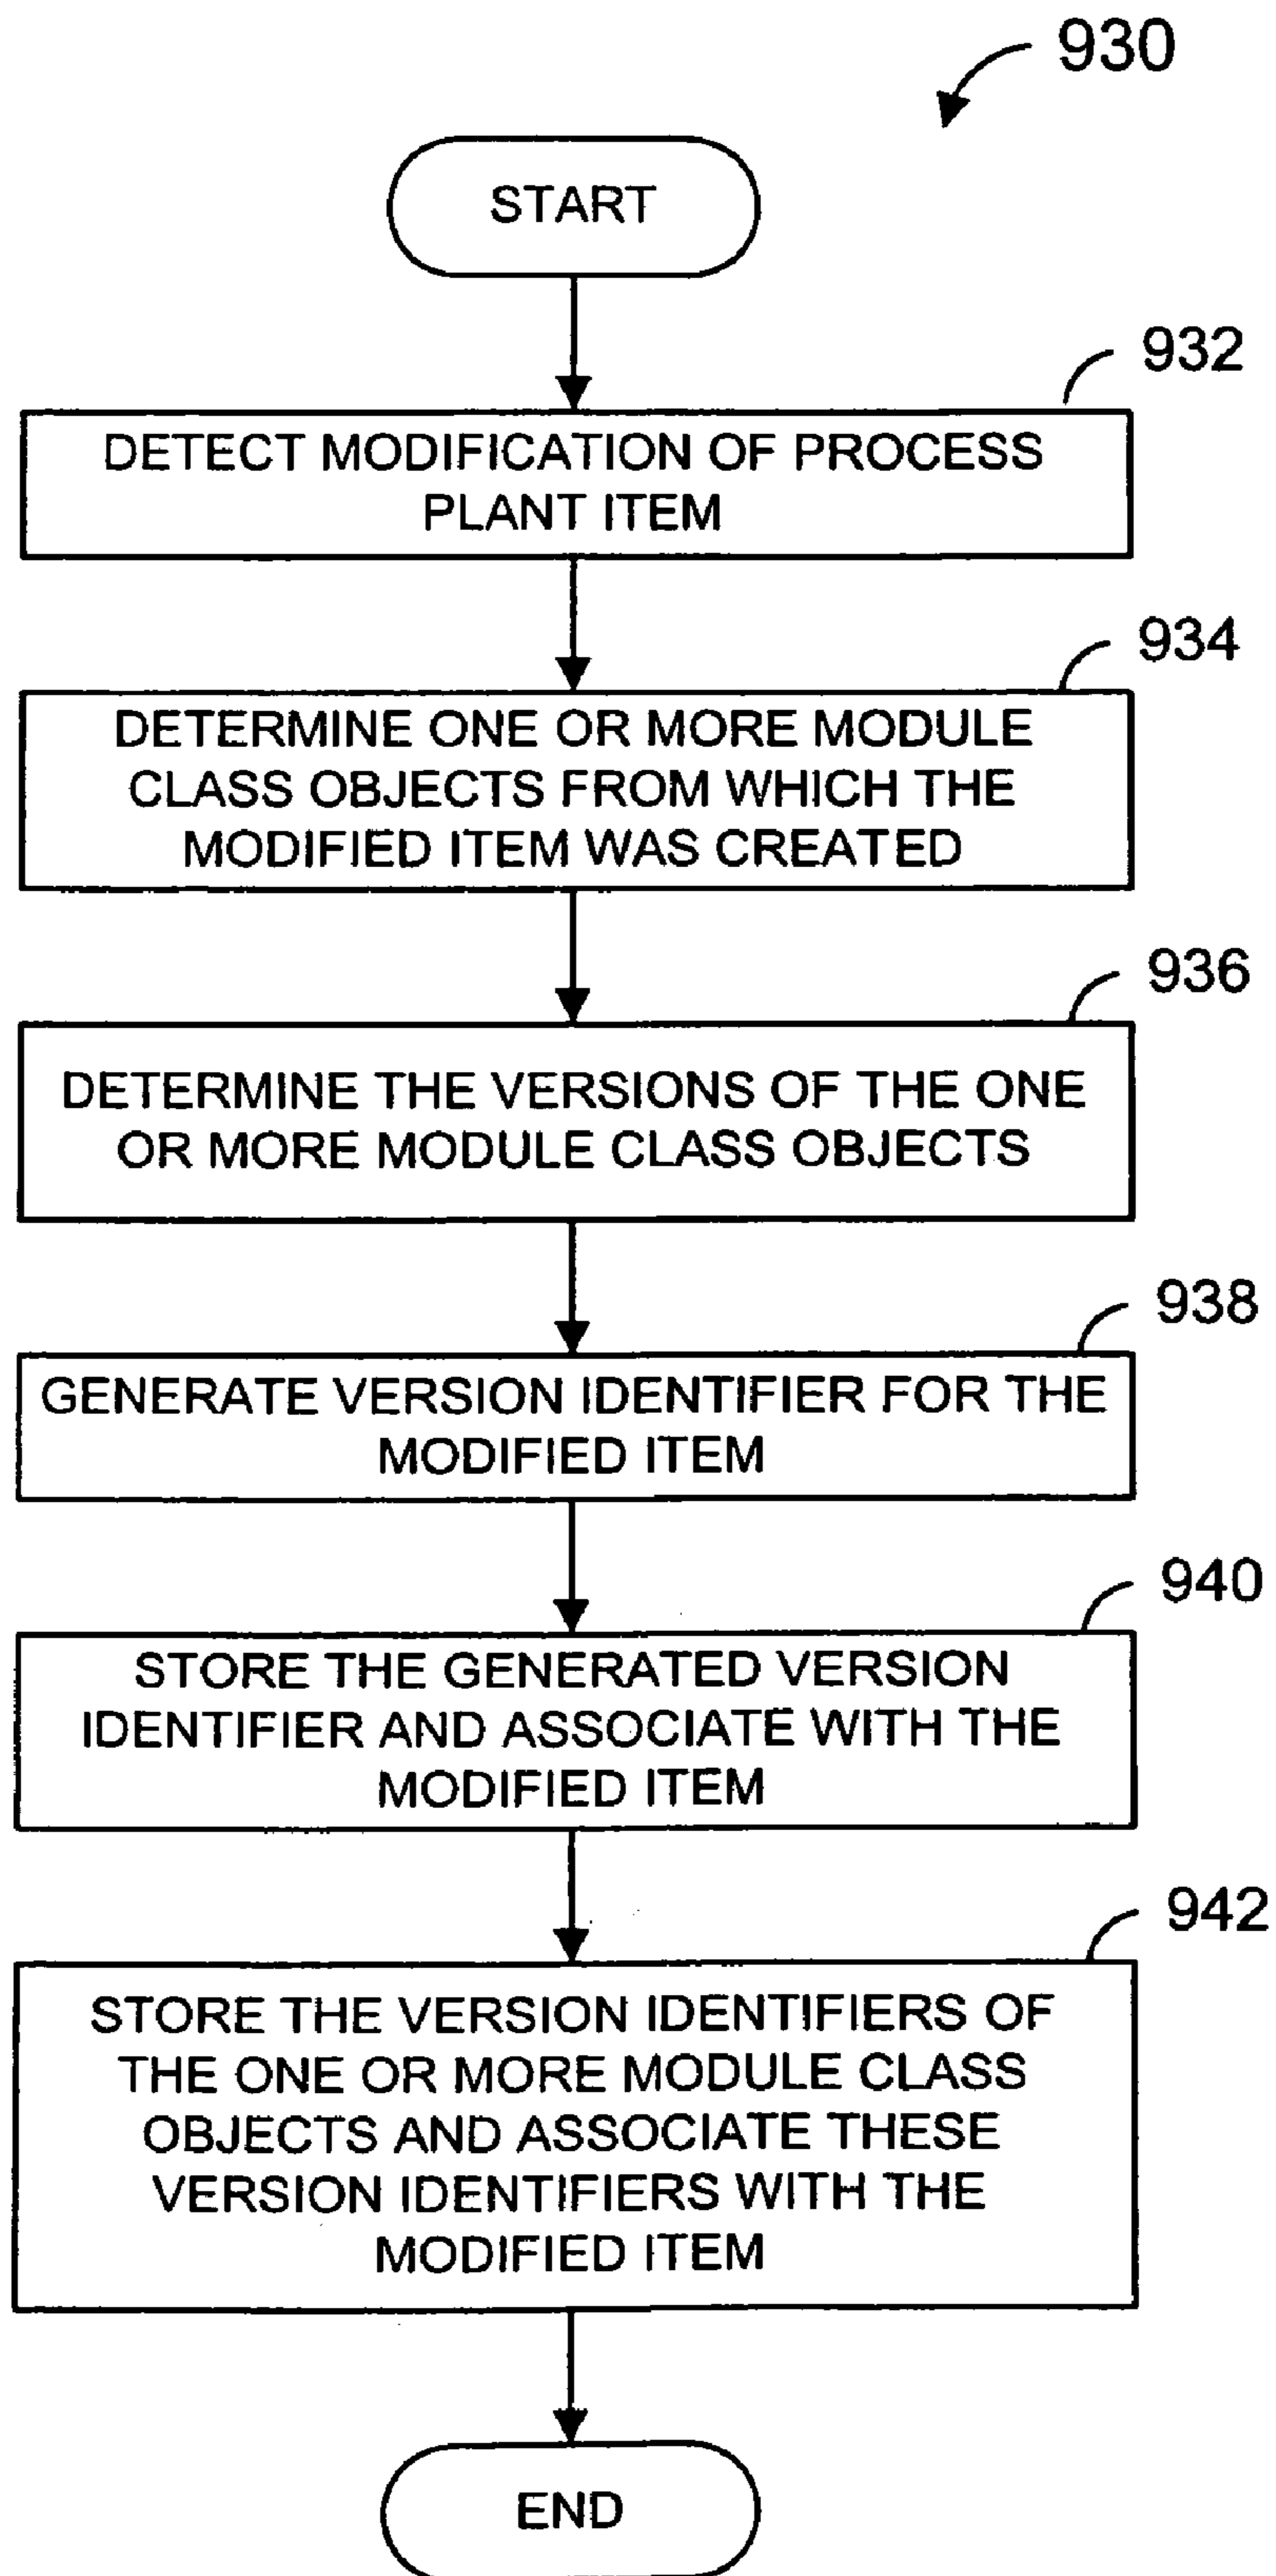 930
START
932
DETECT MODIFICATION OF PROCESS
PLANT ITEM
934
DETERMINE ONE OR MORE MODULE
CLASS OBJECTS FROM WHICH THE
MODIFIED ITEM WAS CREATED
936
DETERMINE THE VERSIONS OF THE ONE
OR MORE MODULE CLASS OBJECTS
938
GENERATE VERSION IDENTIFIER FOR THE
MODIFIED ITEM
940
STORE THE GENERATED VERSION
IDENTIFIER AND ASSOCIATE WITH THE
MODIFIED ITEM
942
STORE THE VERSION IDENTIFIERS OF
THE ONE OR MORE MODULE CLASS
OBJECTS AND ASSOCIATE THESE
VERSION IDENTIFIERS WITH THE
MODIFIED ITEM
END